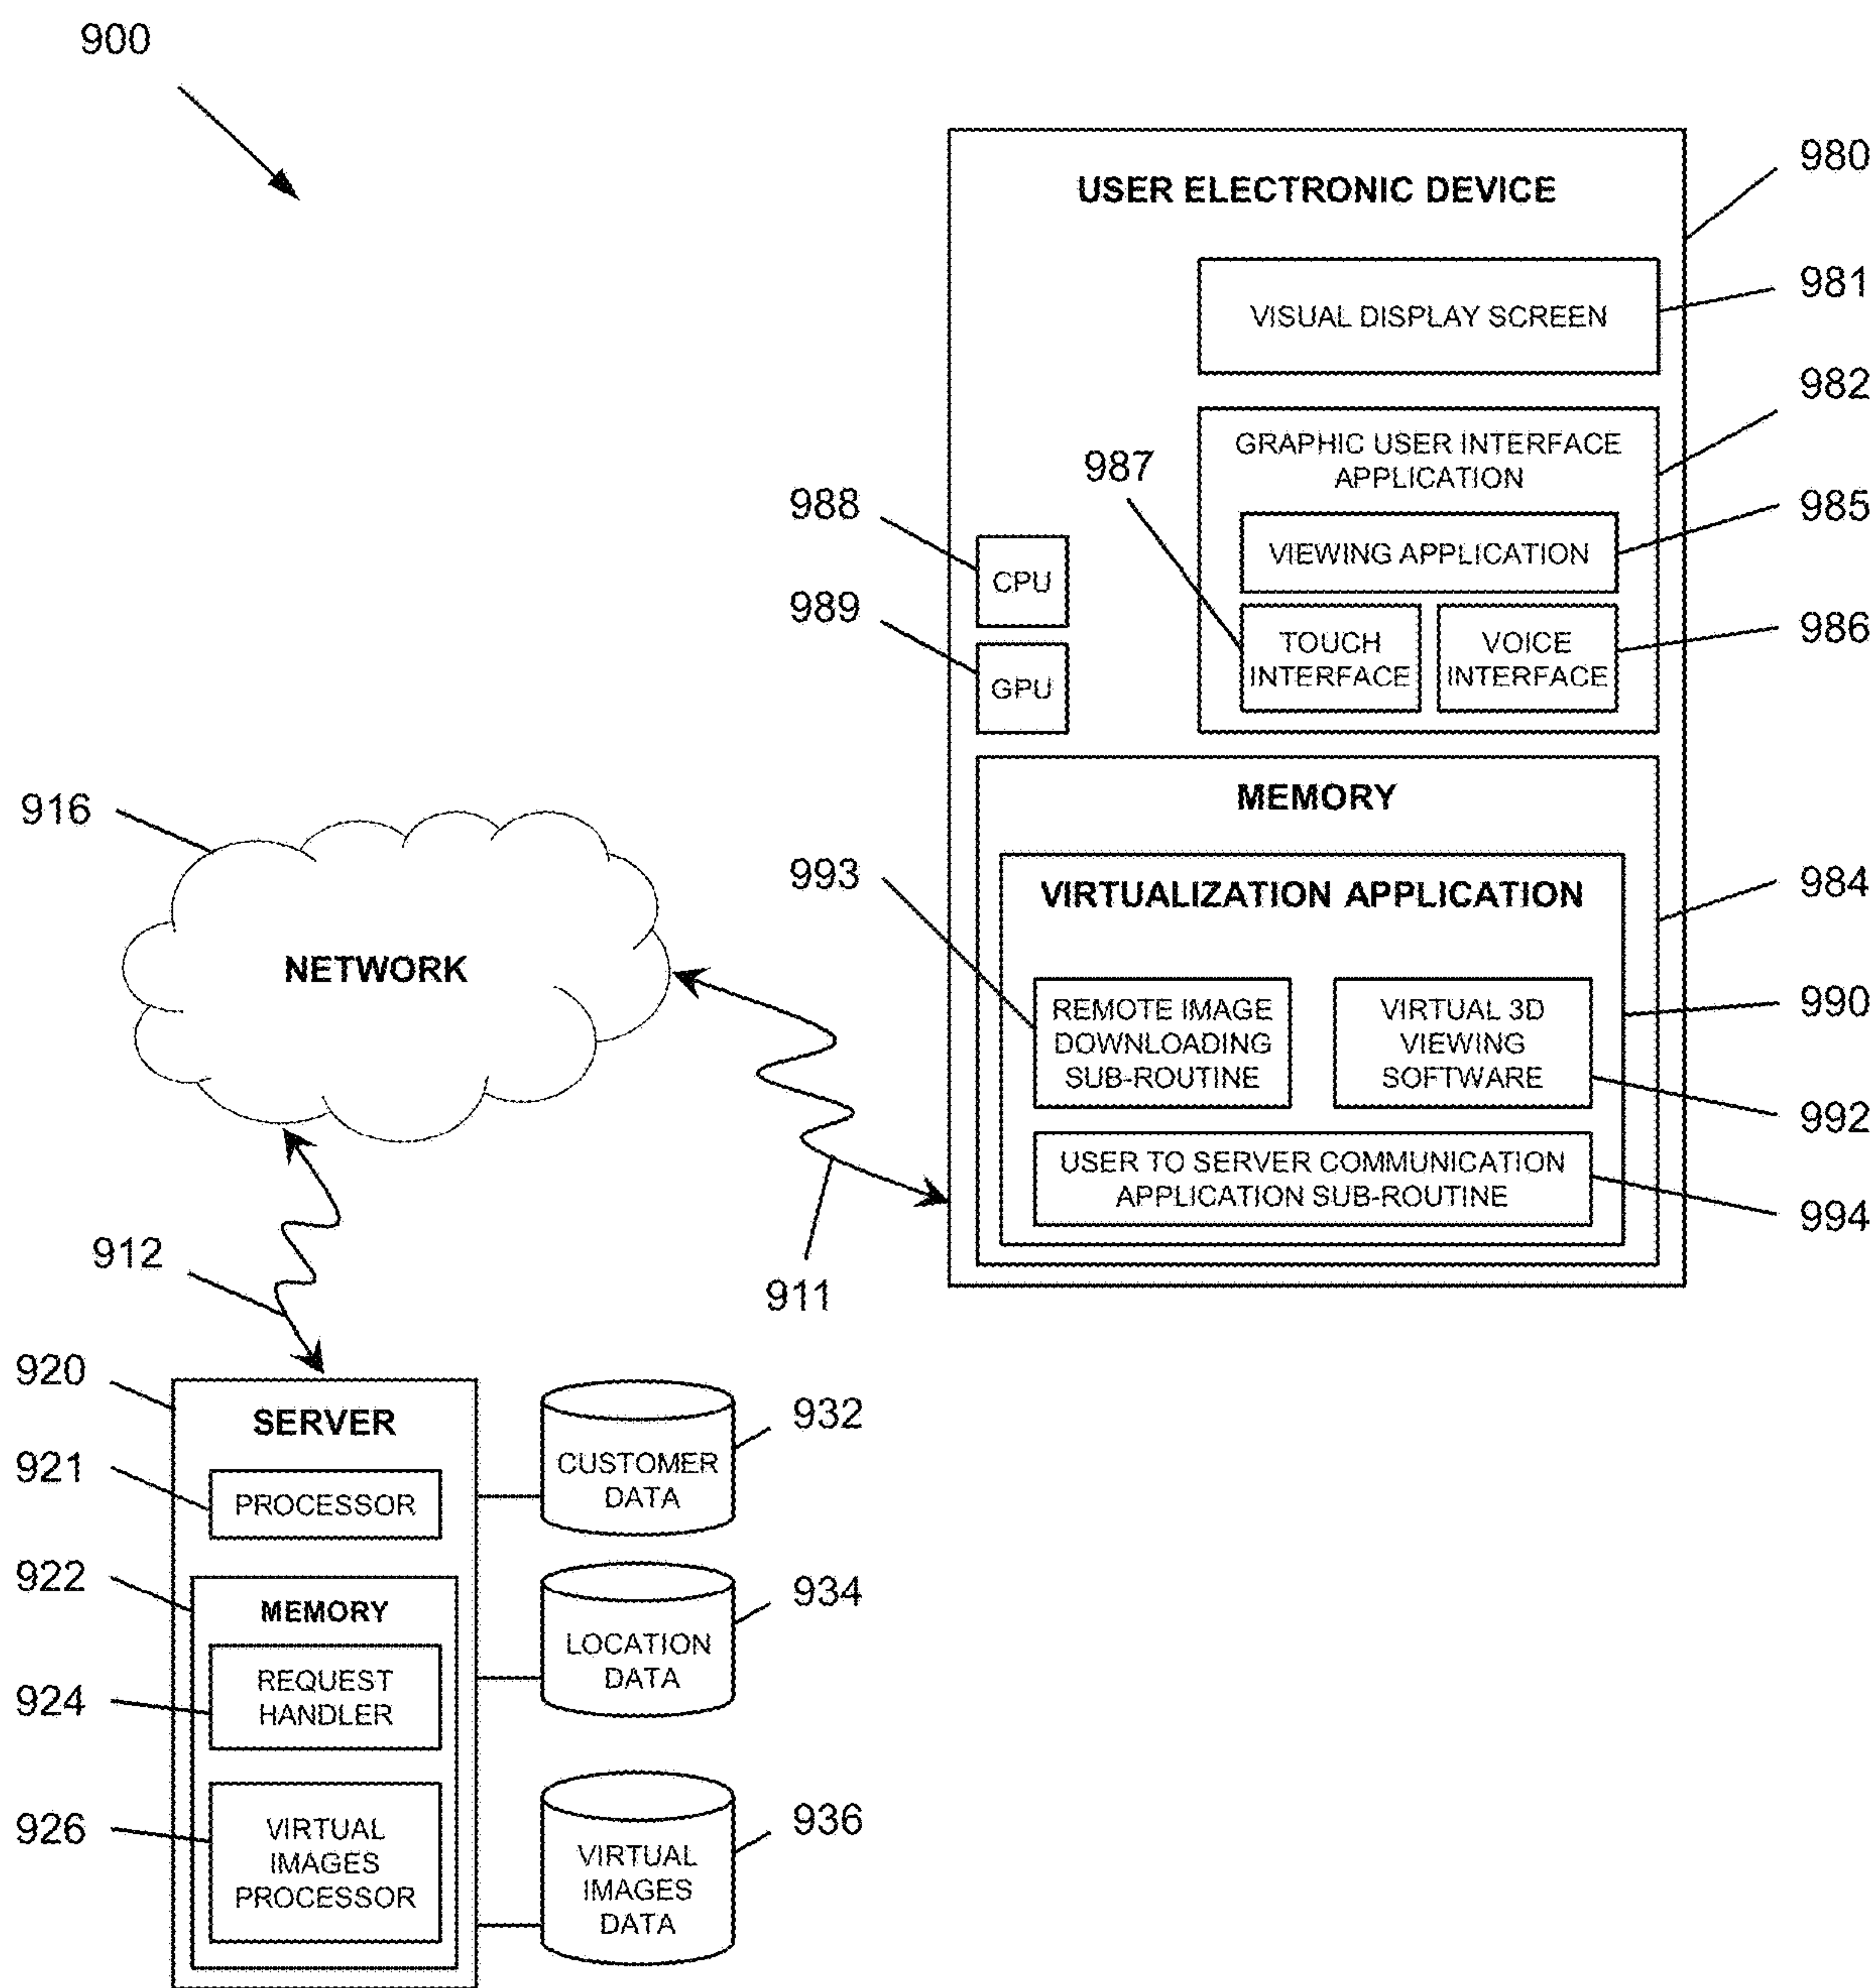 900
USER ELECTRONIC DEVICE
980
VISUAL DISPLAY SCREEN
981
982
GRAPHIC USER INTERFACE
APPLICATION
987
988
985
VIEWING APPLICATION
CPU
989
986
TOUCH
INTERFACE
VOICE
INTERFACE
GPU
916
MEMORY
993
984
VIRTUALIZATION APPLICATION
NETWORK
990
REMOTE IMAGE
DOWNLOADING
SUB-ROUTINE
VIRTUAL 3D
VIEWING
SOFTWARE
992
USER TO SERVER COMMUNICATION
APPLICATION SUB-ROUTINE
994
912
911
920
SERVER
932
921
CUSTOMER
DATA
PROCESSOR
922
934
MEMORY
LOCATION
DATA
924
REQUEST
HANDLER
926
936
VIRTUAL
IMAGES
PROCESSOR
VIRTUAL
IMAGES
DATA